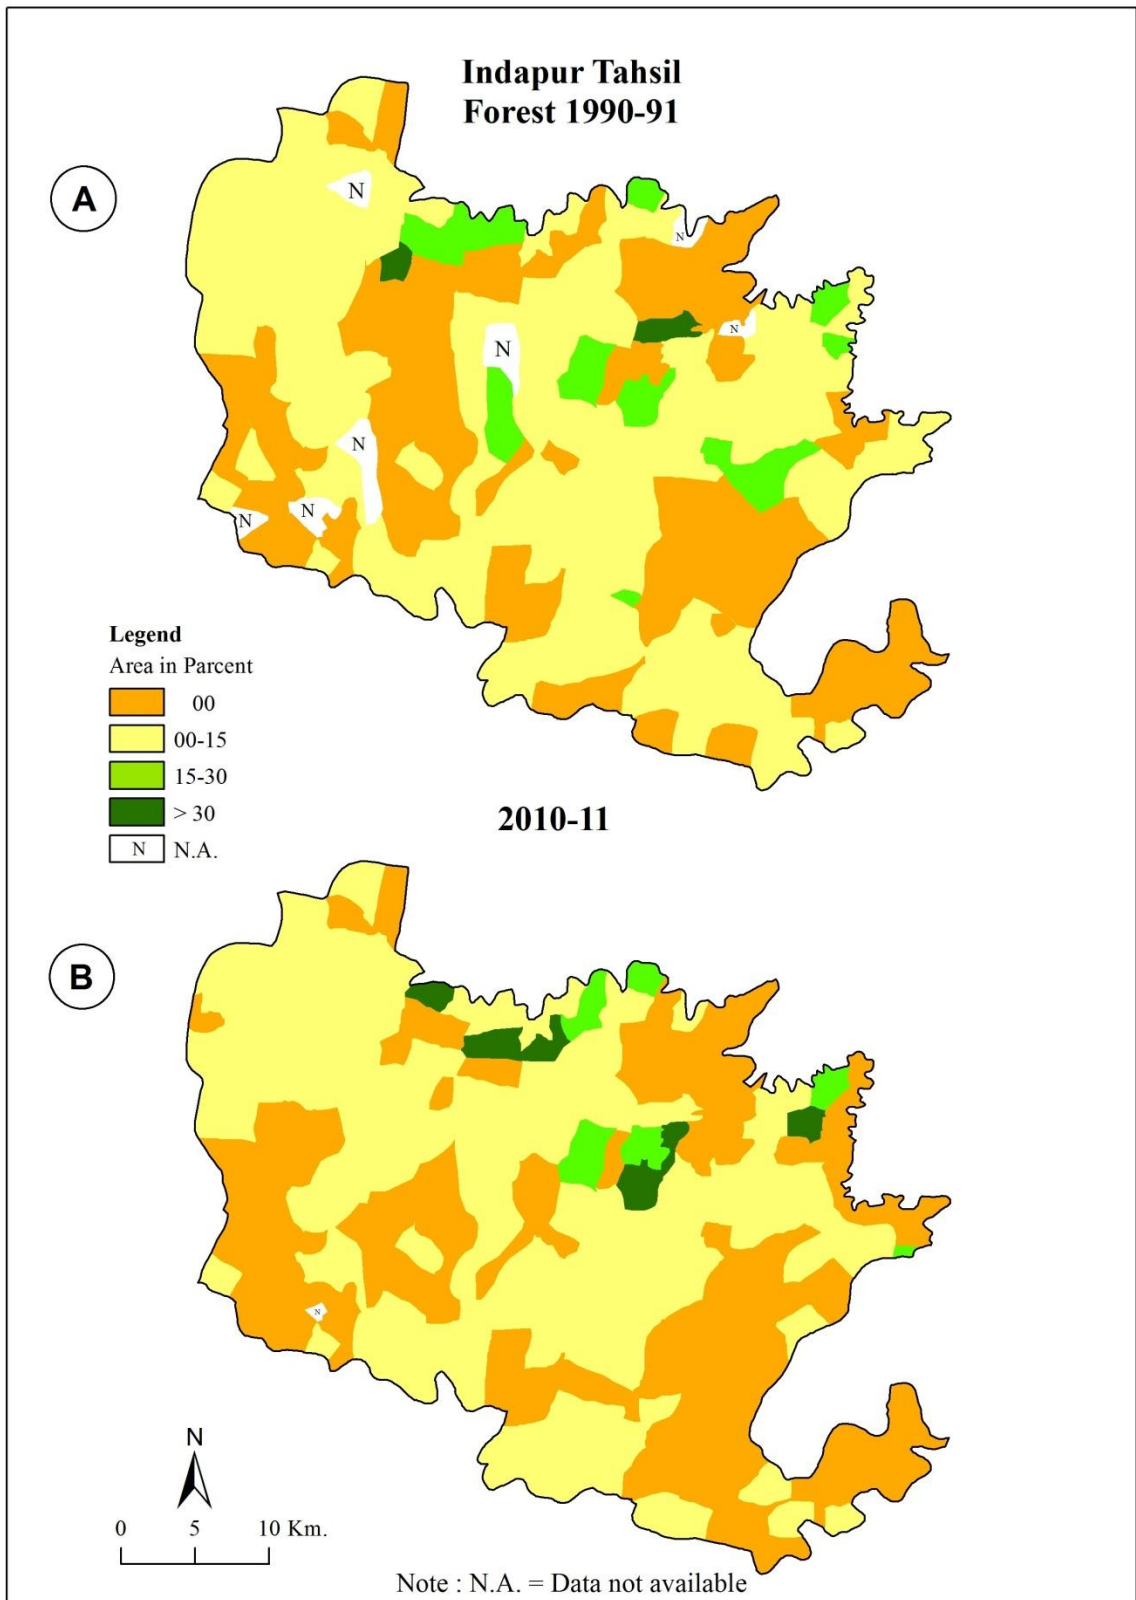 Indapur Tahsil
Forest 1990-91
A
N
N
N
N
N
N
N
Legend
Area in Parcent
00
00-15
15-30
> 30
N N.A.
2010-11
B
N
N
0 5 10 Km.
Note : N.A. = Data not available